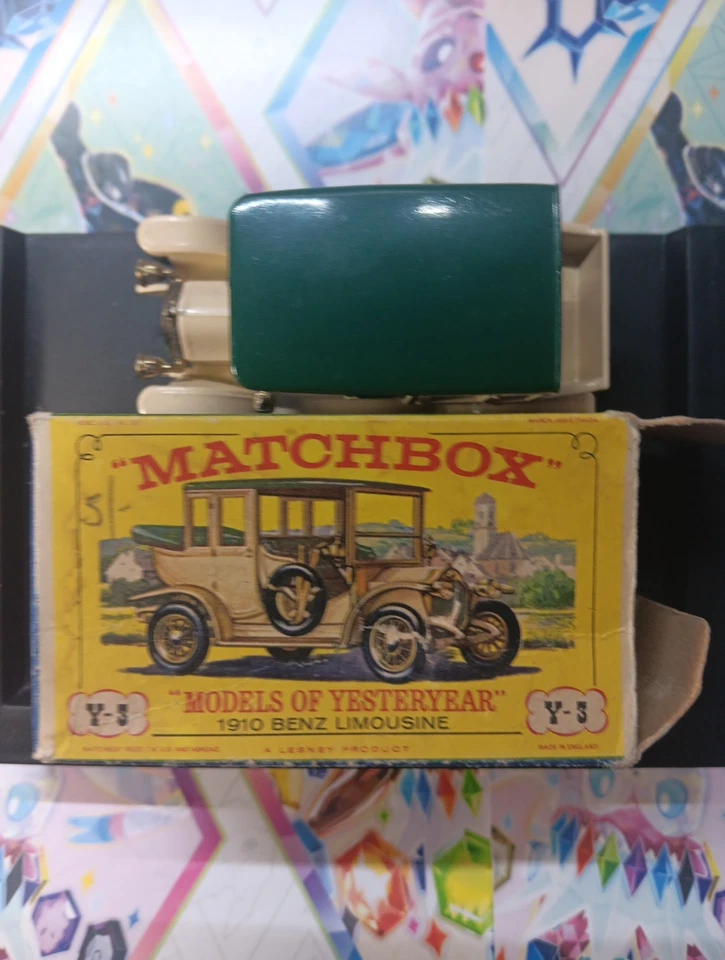 "MATCHBOX"
5/-
"MODELS OF YESTERYEAR"
Y-3
Y-3
1910 BENZ LIMOUSINE
A LESNEY PRODUCT
MADE IN ENGLAND